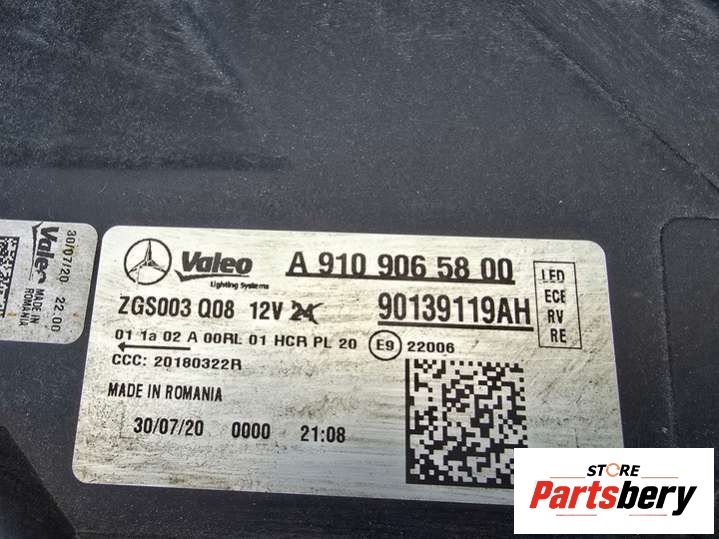 30/07/20 22:00
Valeo
MADE IN
ROMANIA
Valeo
Lighting Systems
A 910 906 58 00
ZGS003 Q08 12V 24
90139119AH
LED
ECE
RV
RE
01 1a 02 A 00RL 01 HCR PL 20 E9 22006
CCC: 20180322R
MADE IN ROMANIA
30/07/20 0000 21:08
STORE
Partsbery